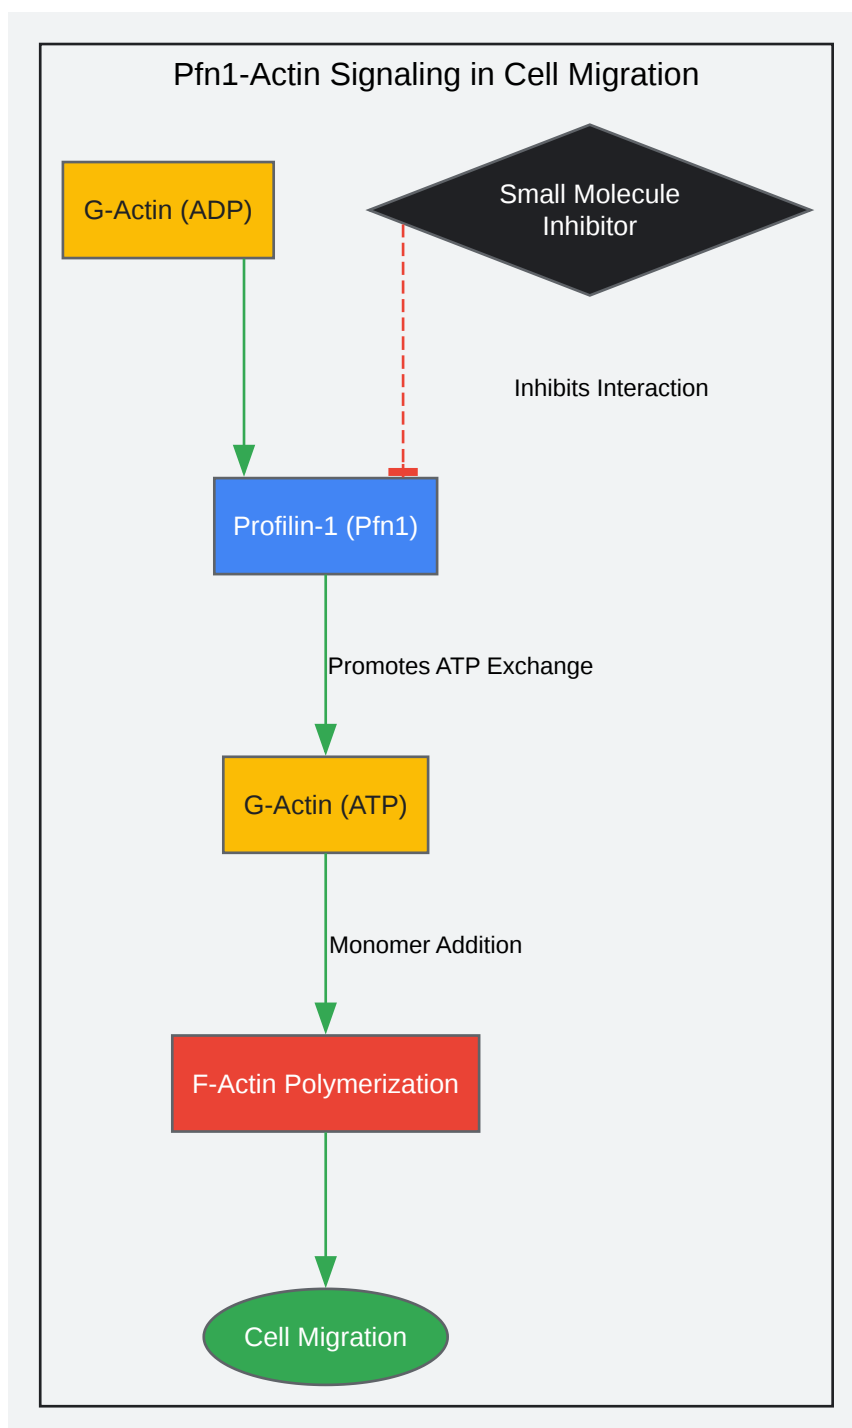 Pfn1-Actin Signaling in Cell Migration
G-Actin (ADP)
Small Molecule
Inhibitor
Inhibits Interaction
Profilin-1 (Pfn1)
Promotes ATP Exchange
G-Actin (ATP)
Monomer Addition
F-Actin Polymerization
Cell Migration